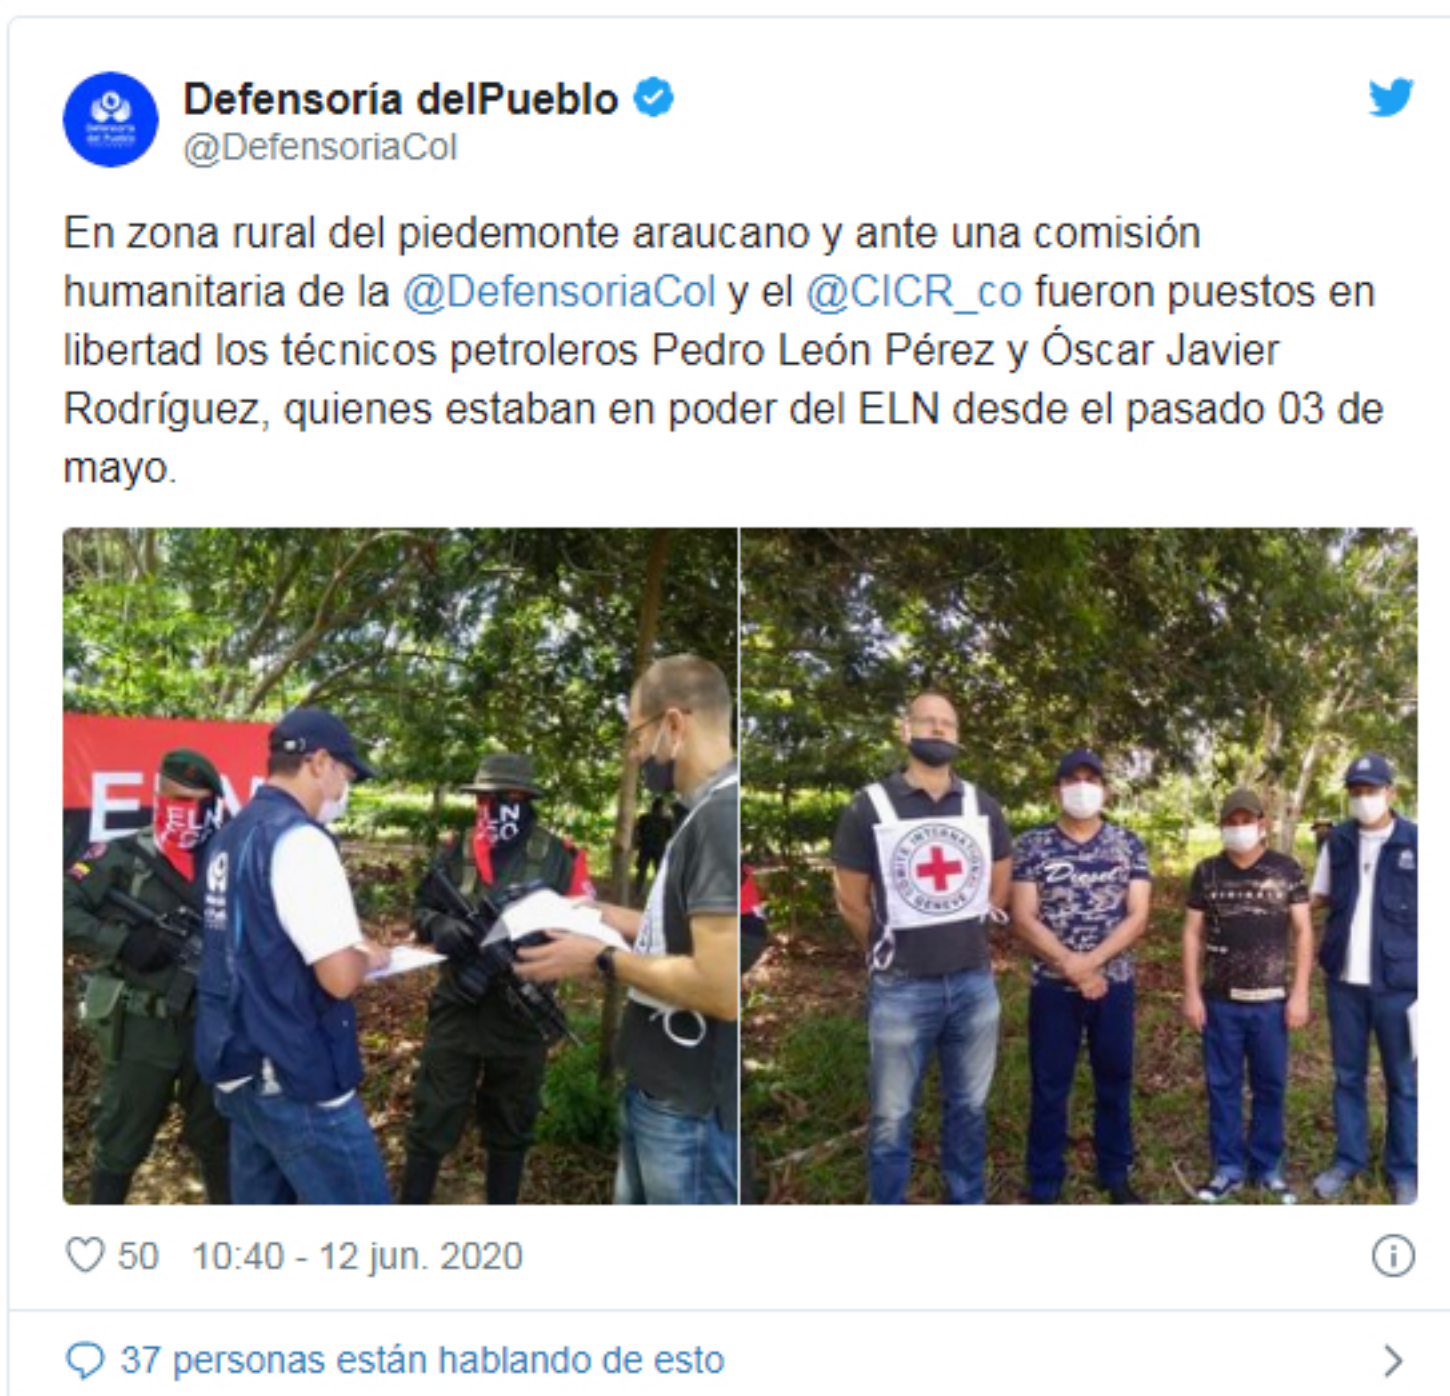 Defensoría delPueblo
@DefensoriaCol
Defensoría
del Pueblo
En zona rural del piedemonte araucano y ante una comisión
humanitaria de la @DefensoriaCol y el @CICR_co fueron puestos en
libertad los técnicos petroleros Pedro León Pérez y Óscar Javier
Rodríguez, quienes estaban en poder del ELN desde el pasado 03 de
mayo.
ELN
ELN
COMITE INTERNATIONAL GENEVE
Diesel
50 10:40 - 12 jun. 2020
37 personas están hablando de esto